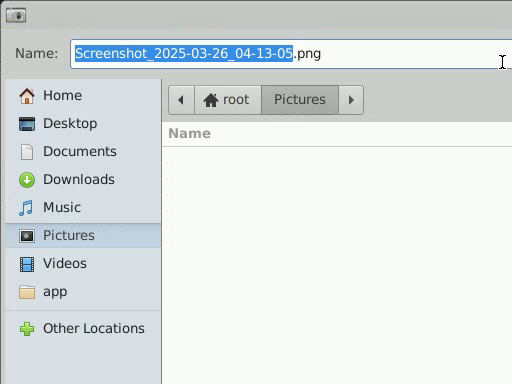 Name: Screenshot_2025-03-26_04-13-05.png
Home
Desktop
Documents
Downloads
Music
Pictures
Videos
app
Other Locations
root Pictures
Name